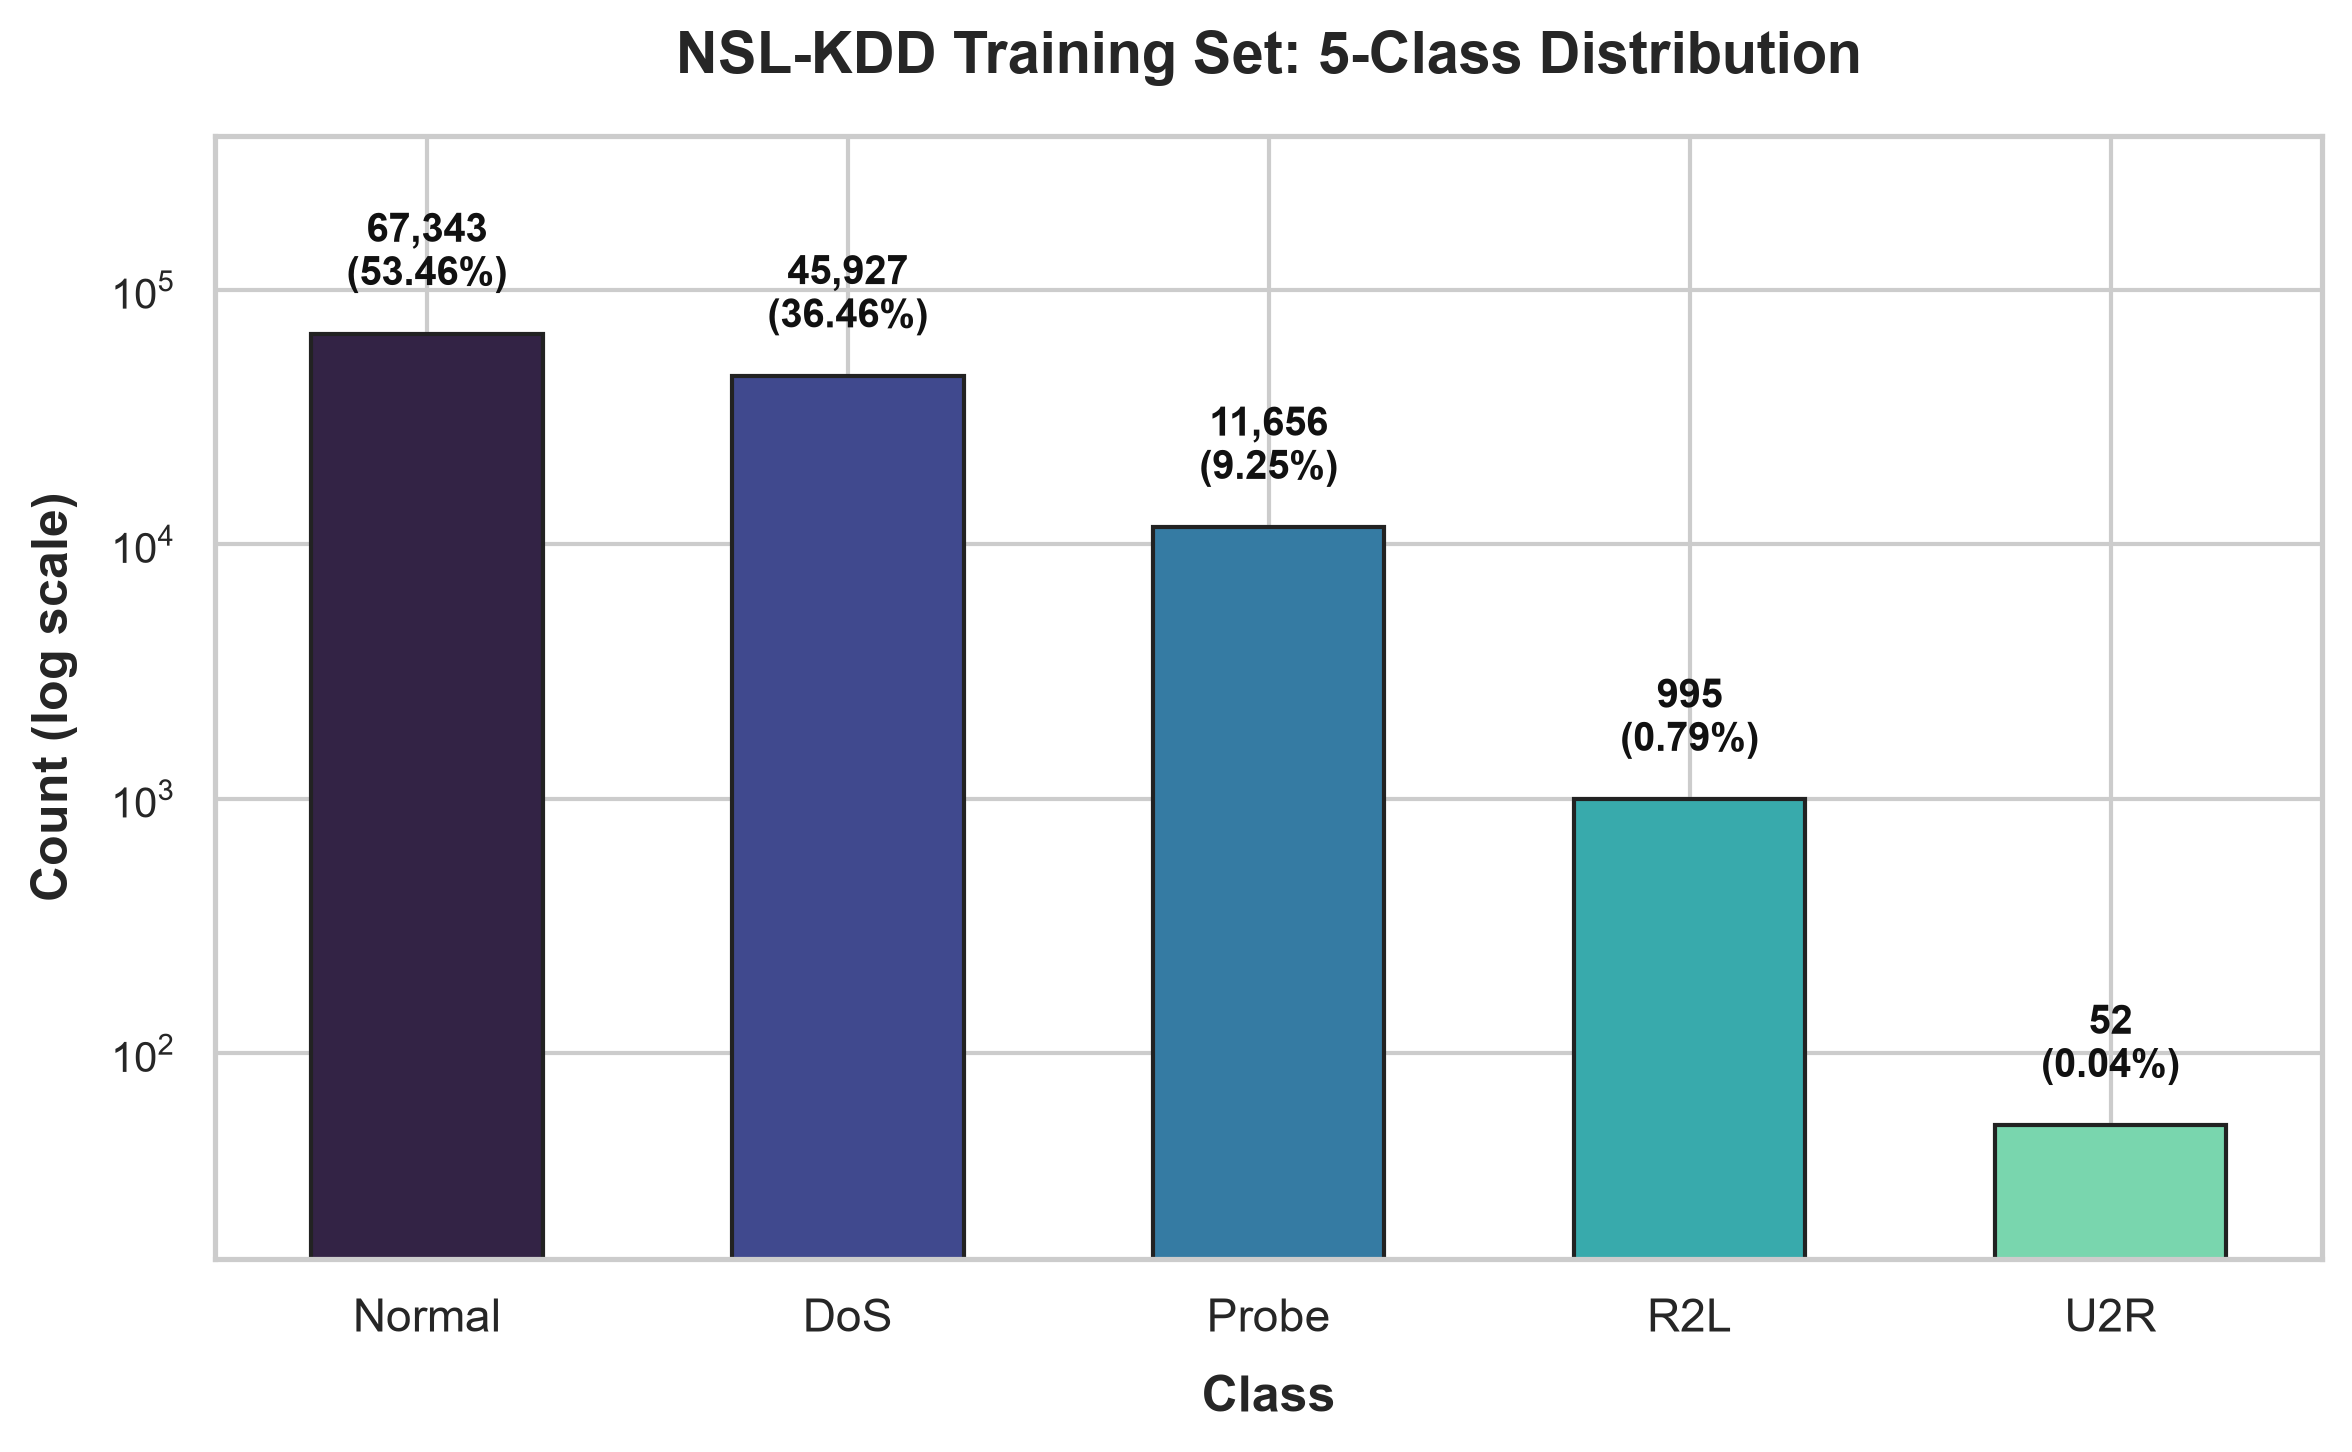 NSL-KDD Training Set: 5-Class Distribution
Count (log scale)
10⁵
10⁴
10³
10²
67,343
(53.46%)
45,927
(36.46%)
11,656
(9.25%)
995
(0.79%)
52
(0.04%)
Normal
DoS
Probe
R2L
U2R
Class